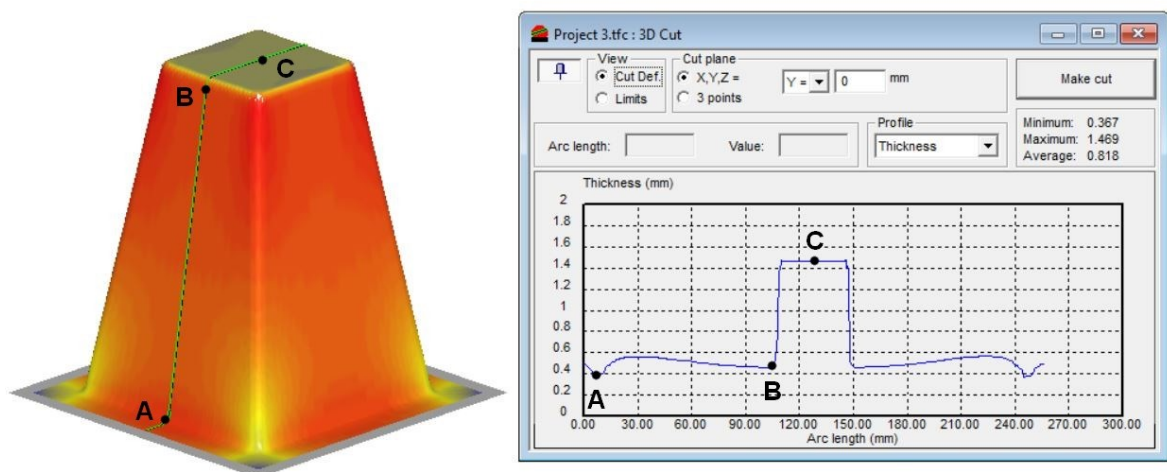 C
B
A
Project 3.tfc : 3D Cut
View
Cut Def.
Limits
Cut plane
X,Y,Z =
3 points
Y =
0
mm
Make cut
Arc length:
Value:
Profile
Thickness
Minimum: 0.367
Maximum: 1.469
Average: 0.818
Thickness (mm)
2
1.8
1.6
1.4
1.2
1
0.8
0.6
0.4
0.2
0
C
A
B
0.00 30.00 60.00 90.00 120.00 150.00 180.00 210.00 240.00 270.00 300.00
Arc length (mm)